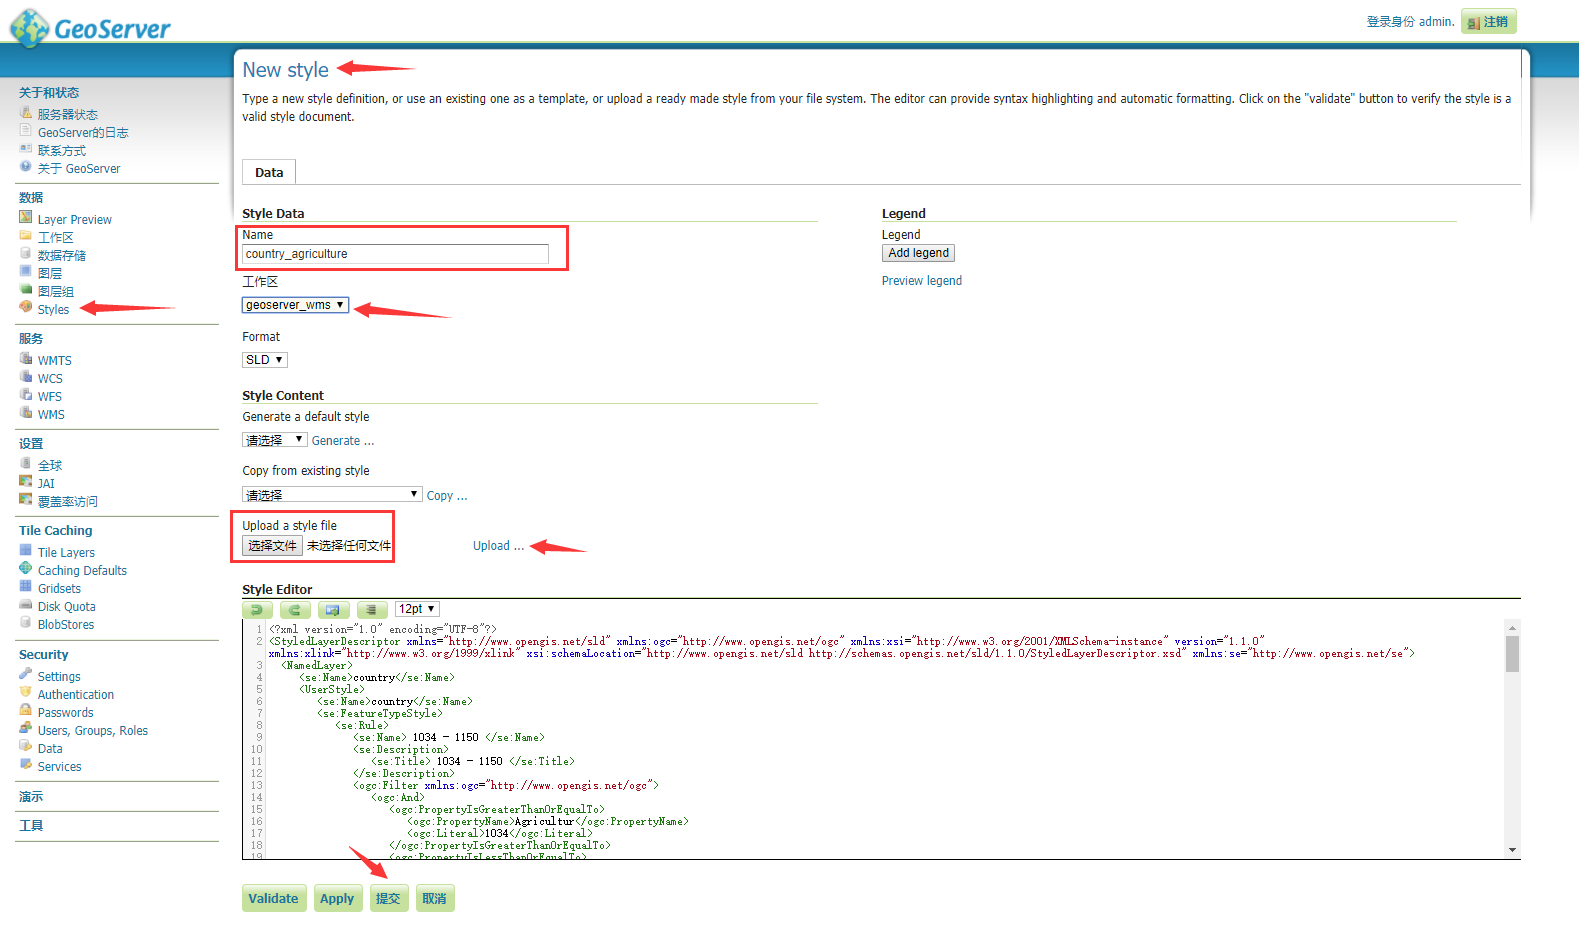 GeoServer
登录身份 admin.
注销
关于和状态
服务器状态
GeoServer的日志
联系方式
关于 GeoServer
数据
Layer Preview
工作区
数据存储
图层
图层组
Styles
服务
WMTS
WCS
WFS
WMS
设置
全球
JAI
覆盖率访问
Tile Caching
Tile Layers
Caching Defaults
Gridsets
Disk Quota
BlobStores
Security
Settings
Authentication
Passwords
Users, Groups, Roles
Data
Services
演示
工具
New style
Type a new style definition, or use an existing one as a template, or upload a ready made style from your file system. The editor can provide syntax highlighting and automatic formatting. Click on the "validate" button to verify the style is a
valid style document.
Data
Style Data
Name
country_agriculture
工作区
geoserver_wms
Format
SLD
Legend
Legend
Add legend
Preview legend
Style Content
Generate a default style
请选择 Generate ...
Copy from existing style
请选择 Copy ...
Upload a style file
选择文件 未选择任何文件 Upload ...
Style Editor
12pt
1 <?xml version="1.0" encoding="UTF-8"?>
2 <StyledLayerDescriptor xmlns="http://www.opengis.net/sld" xmlns:ogc="http://www.opengis.net/ogc" xmlns:xsi="http://www.w3.org/2001/XMLSchema-instance" version="1.1.0"
xmlns:xlink="http://www.w3.org/1999/xlink" xsi:schemaLocation="http://www.opengis.net/sld http://schemas.opengis.net/sld/1.1.0/StyledLayerDescriptor.xsd" xmlns:se="http://www.opengis.net/se">
3 <NamedLayer>
4 <se:Name>country</se:Name>
5 <UserStyle>
6 <se:Name>country</se:Name>
7 <se:FeatureTypeStyle>
8 <se:Rule>
9 <se:Name> 1034 - 1150 </se:Name>
10 <se:Description>
11 <se:Title> 1034 - 1150 </se:Title>
12 </se:Description>
13 <ogc:Filter xmlns:ogc="http://www.opengis.net/ogc">
14 <ogc:And>
15 <ogc:PropertyIsGreaterThanOrEqualTo>
16 <ogc:PropertyName>Agricultur</ogc:PropertyName>
17 <ogc:Literal>1034</ogc:Literal>
18 </ogc:PropertyIsGreaterThanOrEqualTo>
19 <ogc:PropertyIsLessThanOrEqualTo>
Validate
Apply
提交
取消